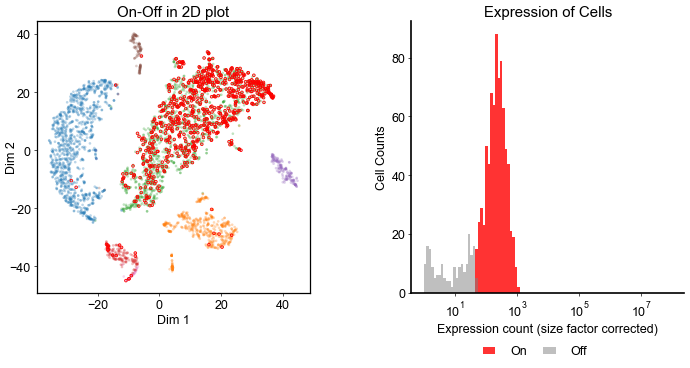 On-Off in 2D plot
40
20
0
−20
−40
Dim 2
−20
0
20
40
Dim 1
Expression of Cells
80
60
40
20
0
Cell Counts
10^1
10^3
10^5
10^7
Expression count (size factor corrected)
On
Off